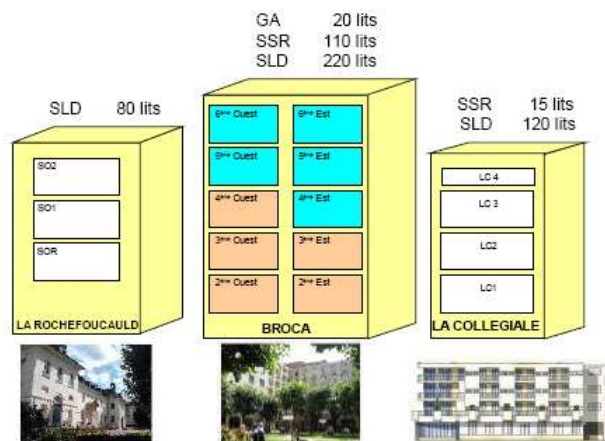 GA 20 lits
SSR 110 lits
SLD 220 lits
SLD 80 lits
SSR 15 lits
SLD 120 lits
SO2
SO1
SOR
LA ROCHEFOUCAULD
6ème Ouest 6ème Est
5ème Ouest 5ème Est
4ème Ouest 4ème Est
3ème Ouest 3ème Est
2ème Ouest 2ème Est
BROCA
LC 4
LC 3
LC2
LC1
LA COLLEGIALE